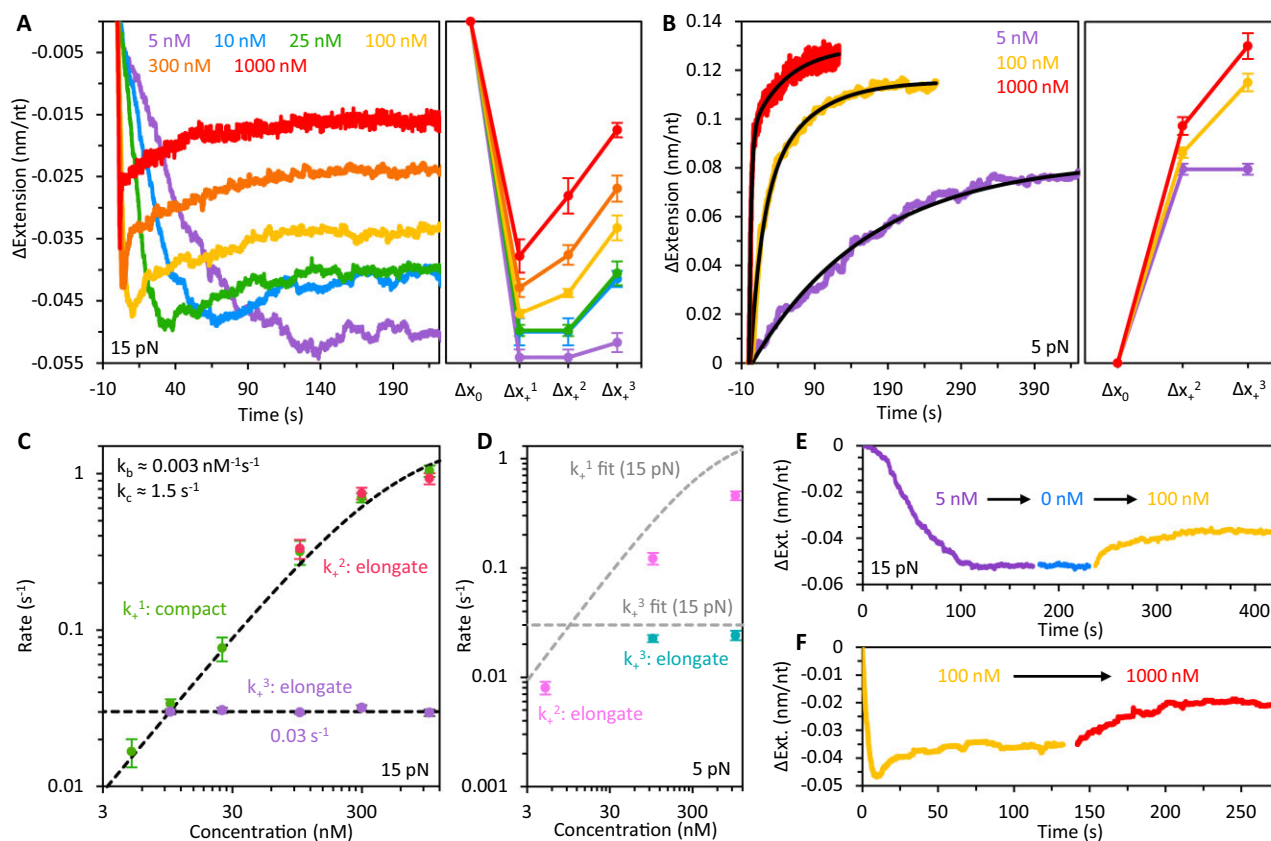 A
5 nM 10 nM 25 nM 100 nM
300 nM 1000 nM
ΔExtension (nm/nt)
-0.005
-0.015
-0.025
-0.035
-0.045
-0.055
15 pN
-10 40 90 140 190
Time (s)
Δx₀ Δx₊¹ Δx₊² Δx₊³
B
5 nM
100 nM
1000 nM
ΔExtension (nm/nt)
0.14
0.12
0.10
0.08
0.06
0.04
0.02
0
5 pN
-10 90 190 290 390
Time (s)
Δx₀ Δx₊² Δx₊³
C
k_b ≈ 0.003 nM⁻¹s⁻¹
k_c ≈ 1.5 s⁻¹
k₊²: elongate
k₊¹: compact
k₊³: elongate
0.03 s⁻¹
15 pN
Rate (s⁻¹)
1
0.1
0.01
3 30 300
Concentration (nM)
D
k₊¹ fit (15 pN)
k₊³ fit (15 pN)
k₊³: elongate
k₊²: elongate
5 pN
Rate (s⁻¹)
1
0.1
0.01
0.001
3 30 300
Concentration (nM)
E
5 nM 0 nM 100 nM
15 pN
ΔExt. (nm/nt)
0
-0.02
-0.04
-0.06
0 100 200 300 400
Time (s)
F
100 nM 1000 nM
ΔExt. (nm/nt)
0
-0.01
-0.02
-0.03
-0.04
-0.05
0 50 100 150 200 250
Time (s)